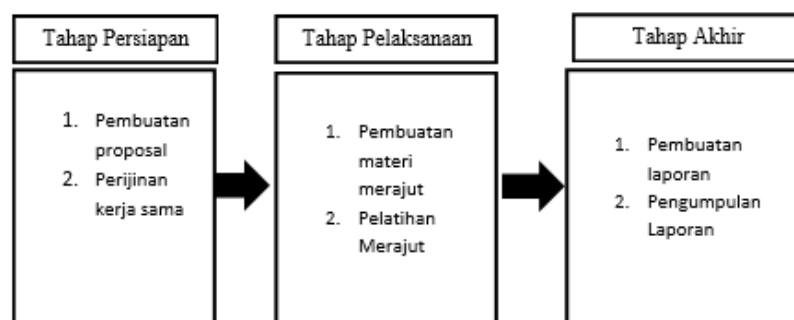 Tahap Persiapan
1. Pembuatan
proposal
2. Perijinan
kerja sama
Tahap Pelaksanaan
1. Pembuatan
materi
merajut
2. Pelatihan
Merajut
Tahap Akhir
1. Pembuatan
laporan
2. Pengumpulan
Laporan